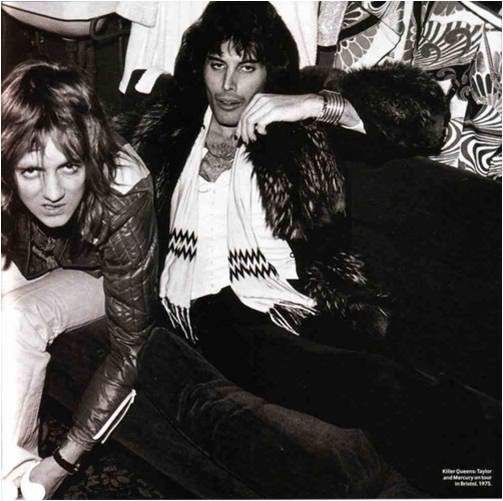 Killer Queens: Taylor
and Mercury on tour
in Bristol, 1975.